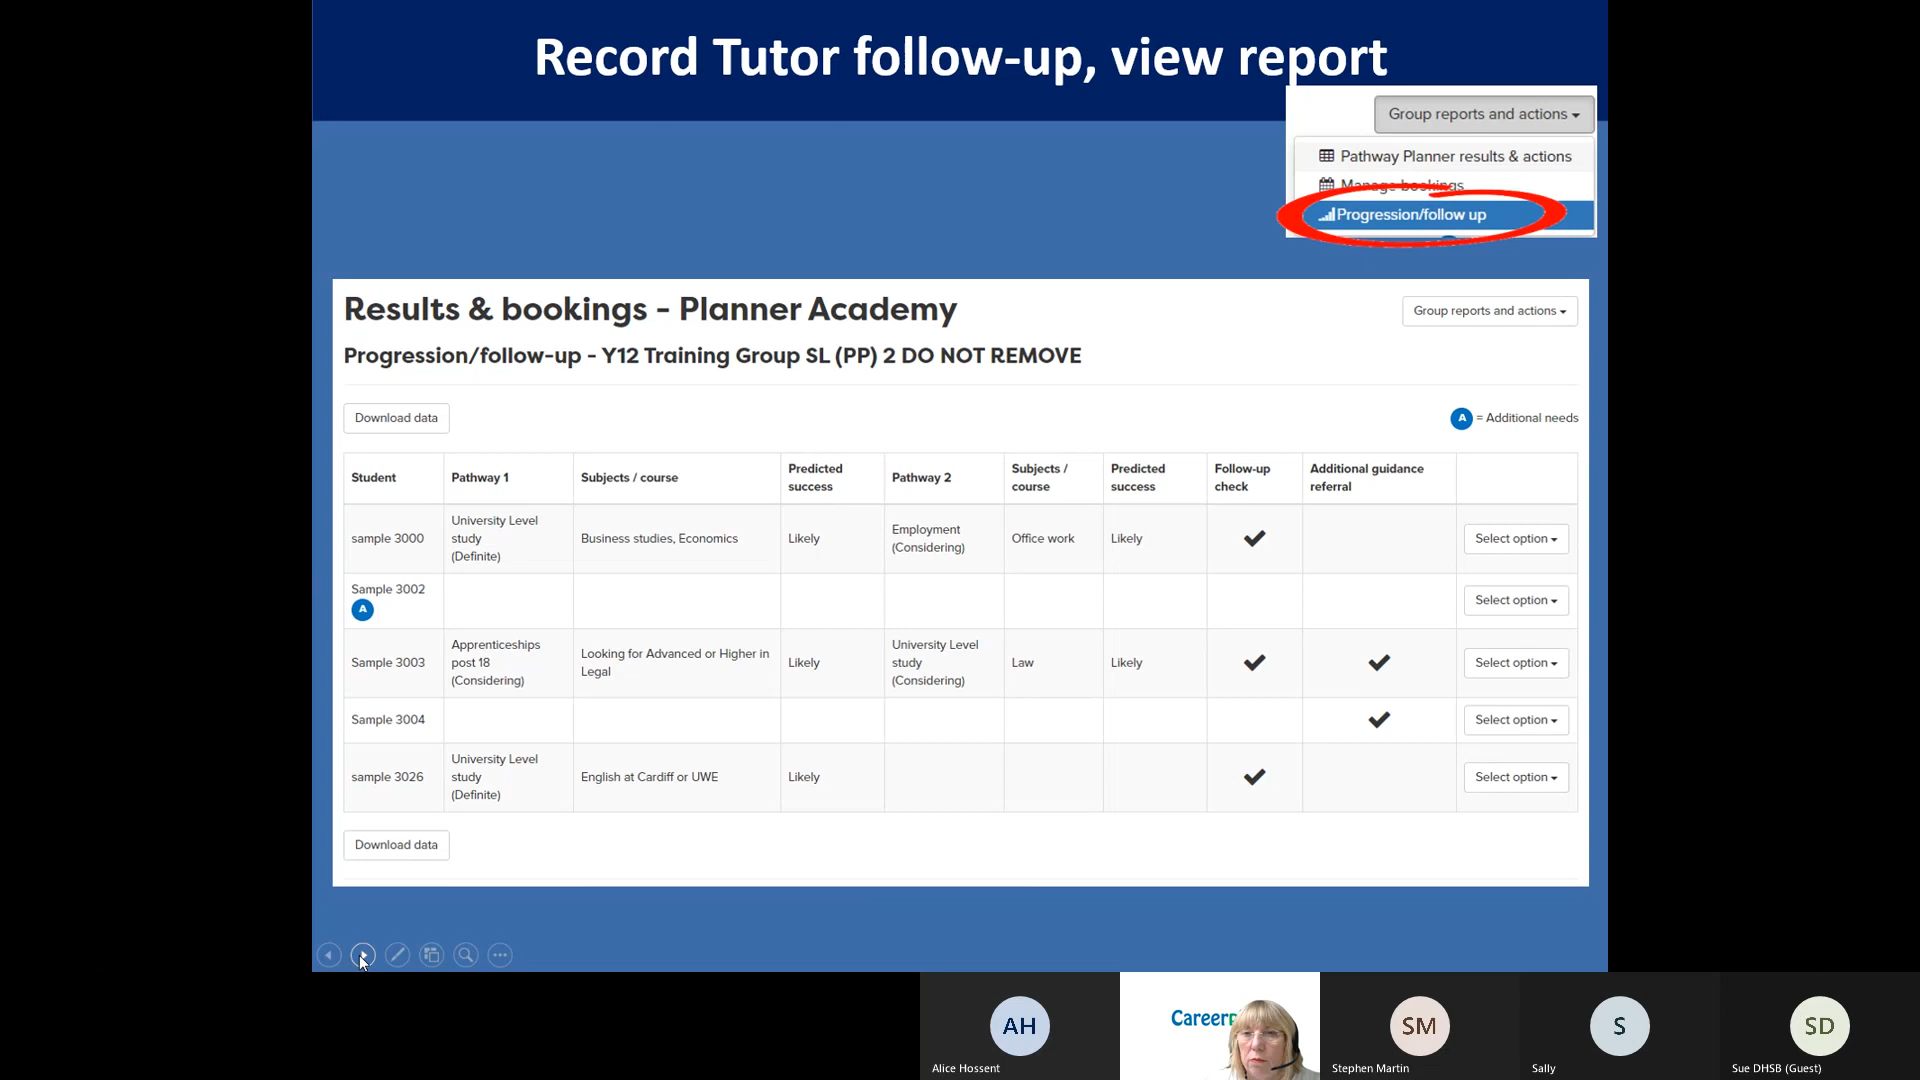 Record Tutor follow-up, view report
Group reports and actions
Pathway Planner results & actions
Manage bookings
Progression/follow up
Results & bookings - Planner Academy
Group reports and actions
Progression/follow-up - Y12 Training Group SL (PP) 2 DO NOT REMOVE
Download data
A = Additional needs
Student
Pathway 1
Subjects / course
Predicted
success
Pathway 2
Subjects /
course
Predicted
success
Follow-up
check
Additional guidance
referral
sample 3000
University Level
study
(Definite)
Business studies, Economics
Likely
Employment
(Considering)
Office work
Likely
Select option
Sample 3002
A
Select option
Sample 3003
Apprenticeships
post 18
(Considering)
Looking for Advanced or Higher in
Legal
Likely
University Level
study
(Considering)
Law
Likely
Select option
Sample 3004
Select option
sample 3026
University Level
study
(Definite)
English at Cardiff or UWE
Likely
Select option
Download data
AH
Alice Hossent
SM
Stephen Martin
S
Sally
SD
Sue DHSB (Guest)